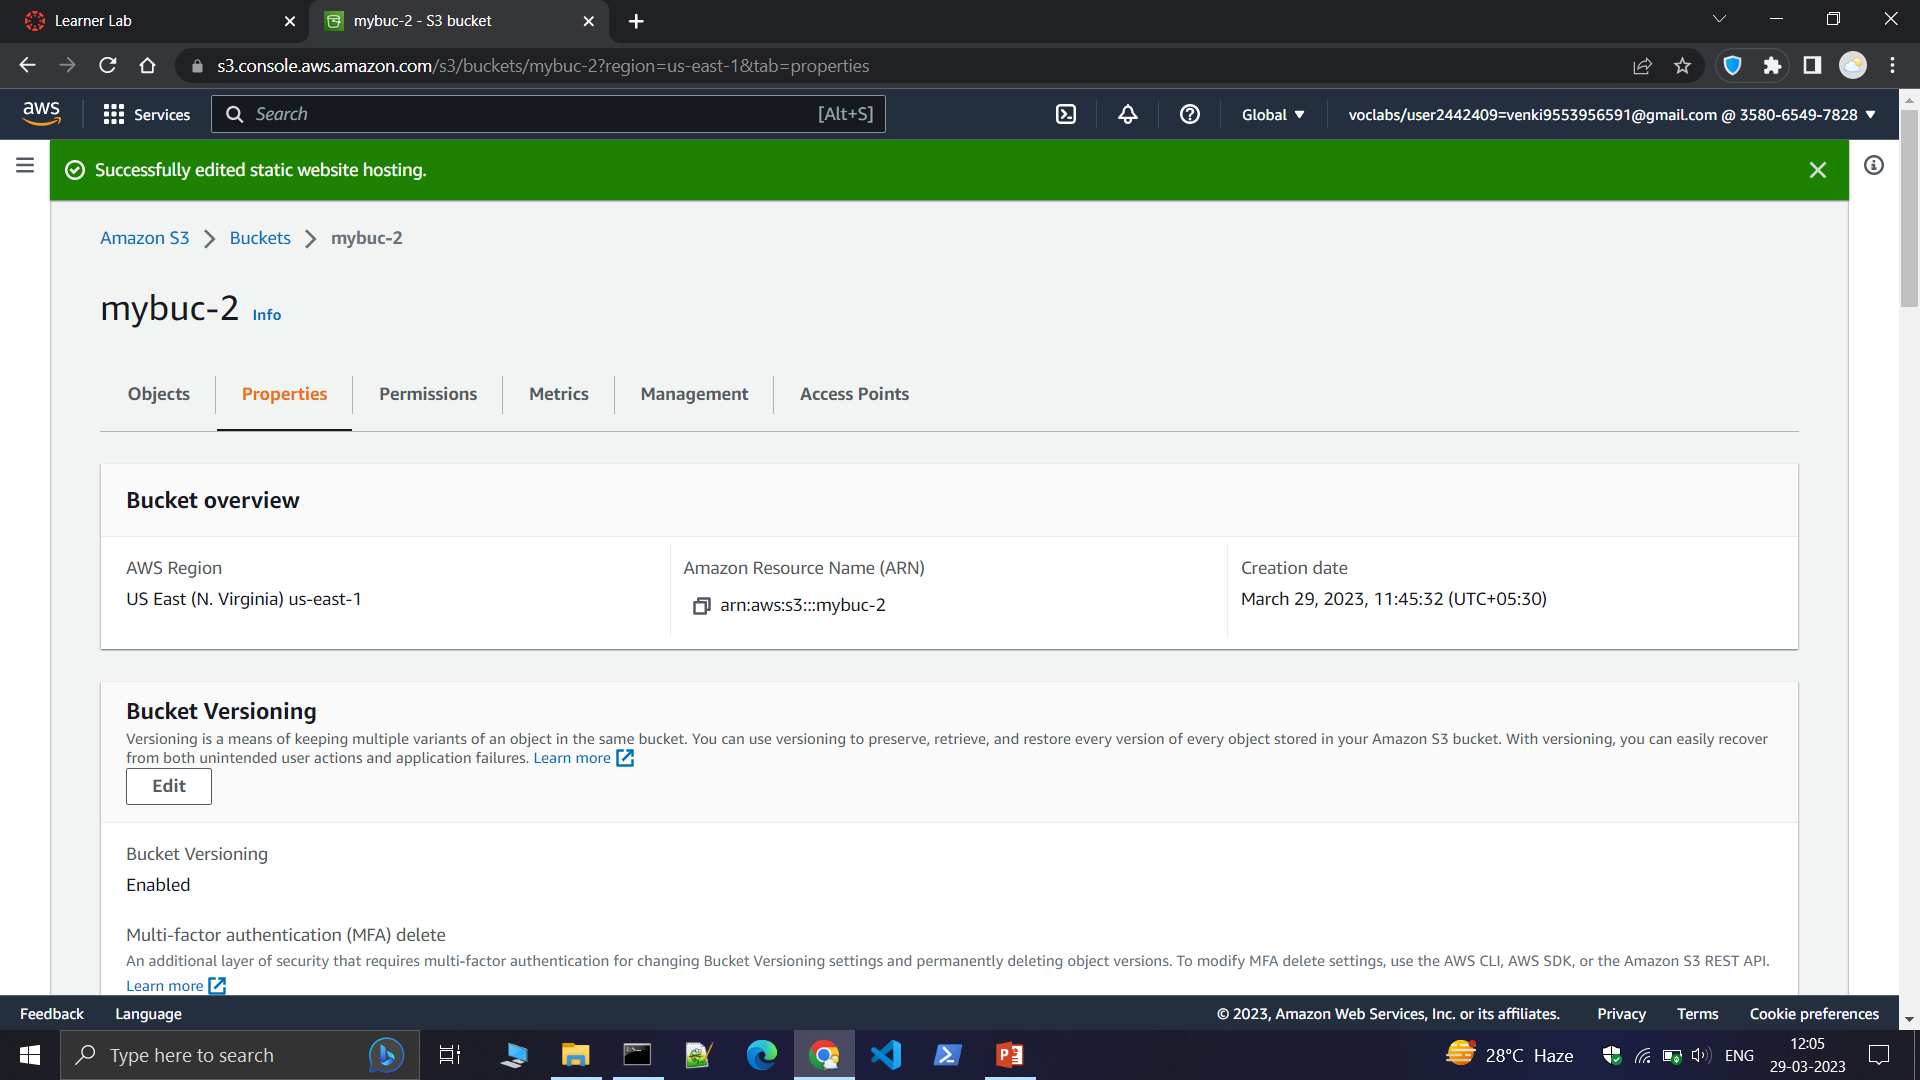 Learner Lab
mybuc-2 - S3 bucket
s3.console.aws.amazon.com/s3/buckets/mybuc-2?region=us-east-1&tab=properties
aws
Services
Search
[Alt+S]
Global
voclabs/user2442409=venki9553956591@gmail.com @ 3580-6549-7828
Successfully edited static website hosting.
Amazon S3
Buckets
mybuc-2
mybuc-2
Info
Objects
Properties
Permissions
Metrics
Management
Access Points
Bucket overview
AWS Region
US East (N. Virginia) us-east-1
Amazon Resource Name (ARN)
arn:aws:s3:::mybuc-2
Creation date
March 29, 2023, 11:45:32 (UTC+05:30)
Bucket Versioning
Versioning is a means of keeping multiple variants of an object in the same bucket. You can use versioning to preserve, retrieve, and restore every version of every object stored in your Amazon S3 bucket. With versioning, you can easily recover
from both unintended user actions and application failures. Learn more
Edit
Bucket Versioning
Enabled
Multi-factor authentication (MFA) delete
An additional layer of security that requires multi-factor authentication for changing Bucket Versioning settings and permanently deleting object versions. To modify MFA delete settings, use the AWS CLI, AWS SDK, or the Amazon S3 REST API.
Learn more
Feedback
Language
© 2023, Amazon Web Services, Inc. or its affiliates.
Privacy
Terms
Cookie preferences
Type here to search
28°C Haze
ENG
12:05
29-03-2023